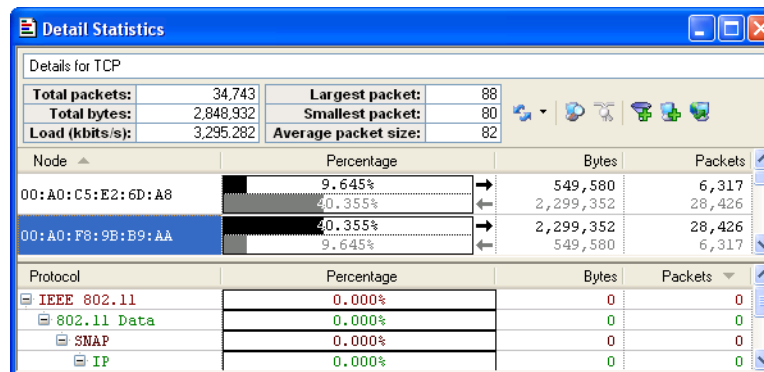 Detail Statistics
Details for TCP
Total packets: 34,743 Largest packet: 88
Total bytes: 2,848,932 Smallest packet: 80
Load (kbits/s): 3,295.282 Average packet size: 82
Node Percentage Bytes Packets
00:A0:C5:E2:6D:A8 9.645% 549,580 6,317
40.355% 2,299,352 28,426
00:A0:F8:9B:B9:AA 40.355% 2,299,352 28,426
9.645% 549,580 6,317
Protocol Percentage Bytes Packets
IEEE 802.11 0.000% 0 0
802.11 Data 0.000% 0 0
SNAP 0.000% 0 0
IP 0.000% 0 0